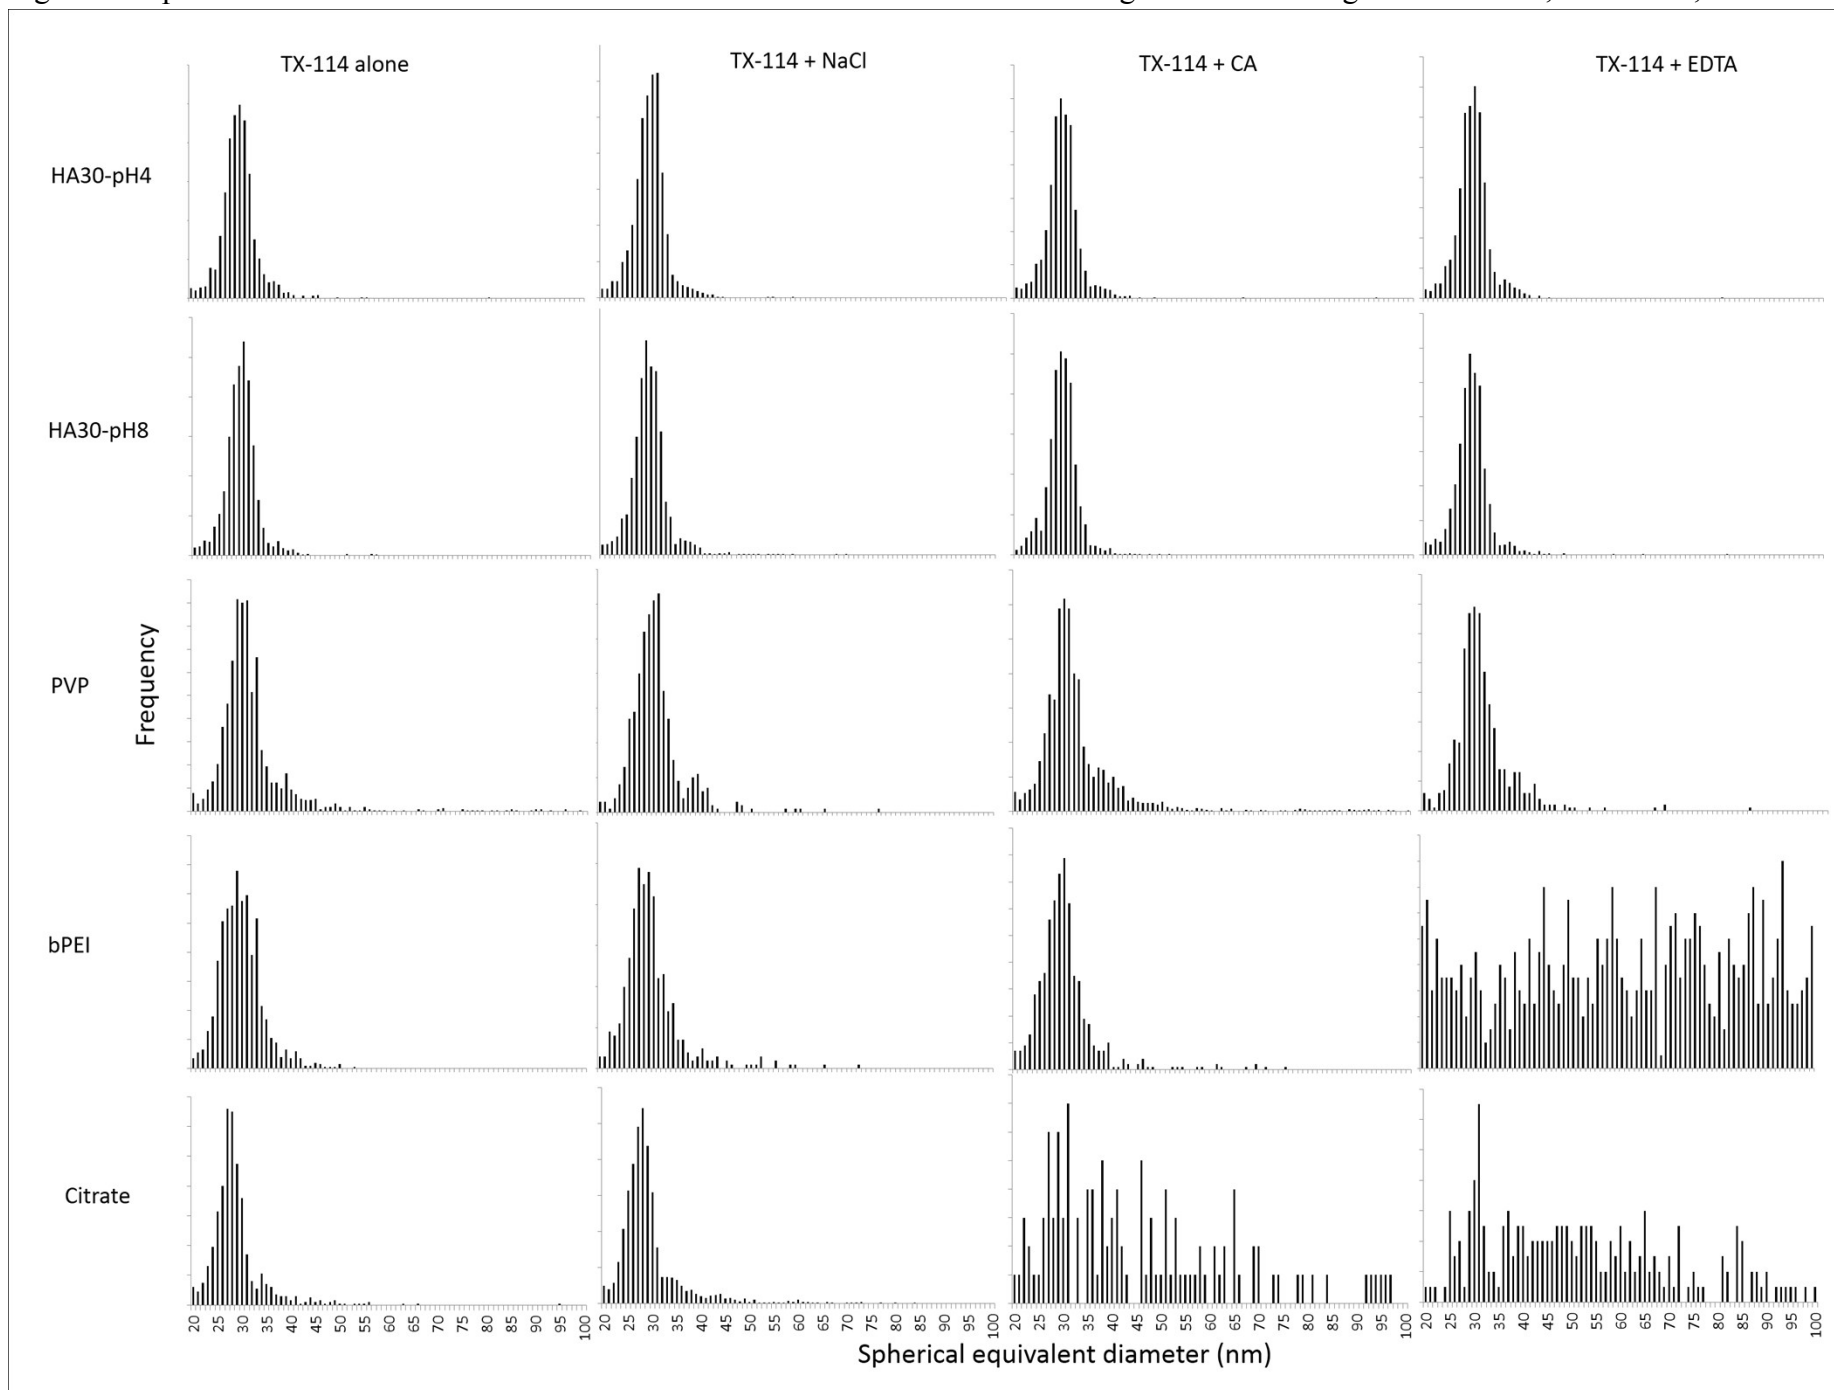 TX-114 alone TX-114 + NaCl TX-114 + CA TX-114 + EDTA
HA30-pH4
HA30-pH8
PVP
Frequency
bPEI
Citrate
20 25 30 35 40 45 50 55 60 65 70 75 80 85 90 95 100 20 25 30 35 40 45 50 55 60 65 70 75 80 85 90 95 100 20 25 30 35 40 45 50 55 60 65 70 75 80 85 90 95 100 20 25 30 35 40 45 50 55 60 65 70 75 80 85 90 95 100
Spherical equivalent diameter (nm)